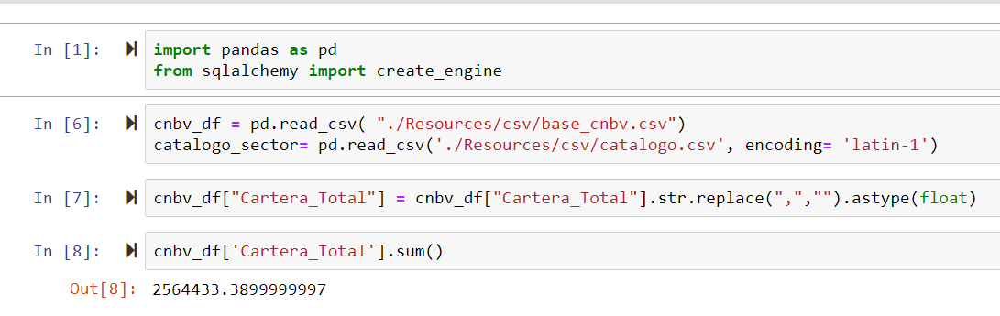 In [1]:
import pandas as pd
from sqlalchemy import create_engine
In [6]:
cnbv_df = pd.read_csv( "./Resources/csv/base_cnbv.csv")
catalogo_sector= pd.read_csv('./Resources/csv/catalogo.csv', encoding= 'latin-1')
In [7]:
cnbv_df["Cartera_Total"] = cnbv_df["Cartera_Total"].str.replace(",","").astype(float)
In [8]:
cnbv_df['Cartera_Total'].sum()
Out[8]: 2564433.3899999997